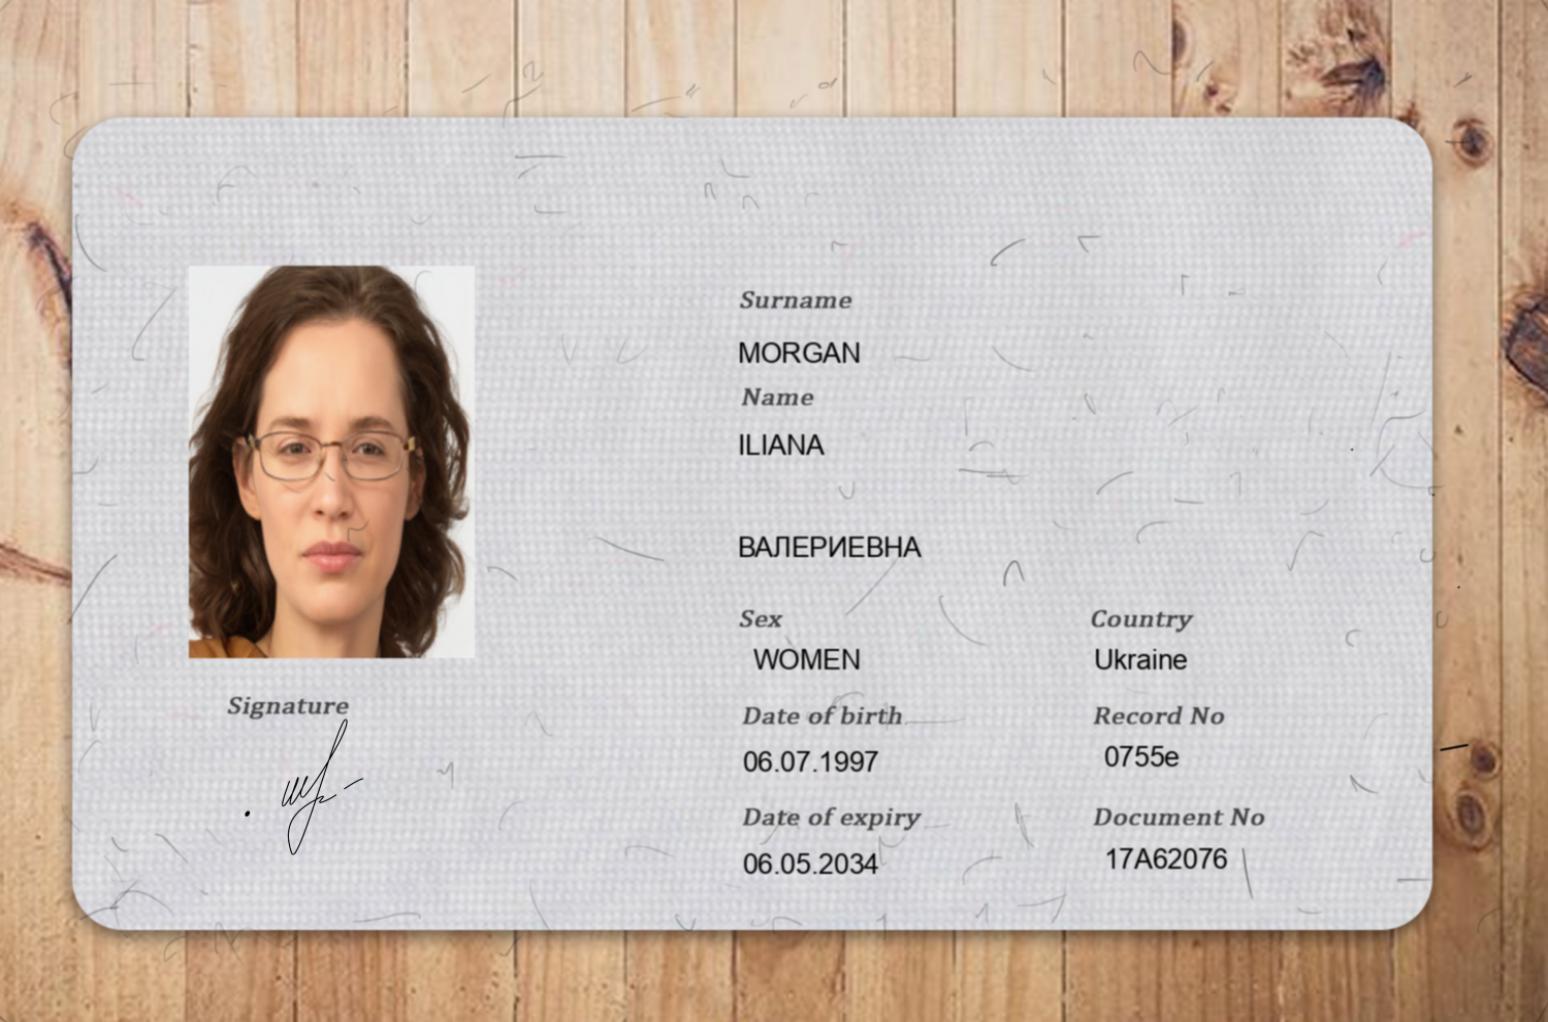 Surname
MORGAN
Name
ILIANA
ВАЛЕРИЕВНА
Sex
Country
WOMEN
Ukraine
Date of birth
Record No
06.07.1997
0755e
Date of expiry
Document No
06.05.2034
17A62076
Signature